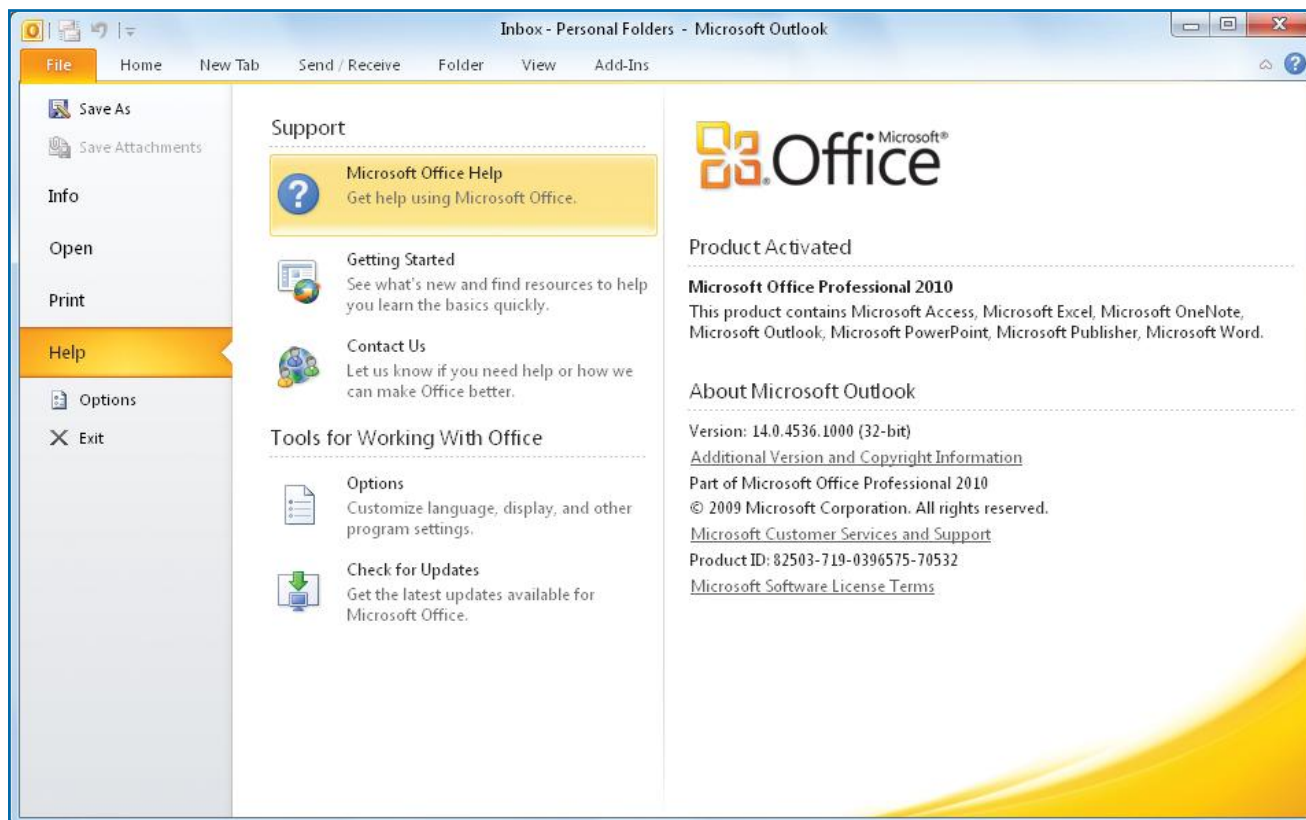 Inbox - Personal Folders - Microsoft Outlook
File Home New Tab Send / Receive Folder View Add-Ins
Save As
Save Attachments
Info
Open
Print
Help
Options
Exit
Support
Microsoft Office Help
Get help using Microsoft Office.
Getting Started
See what's new and find resources to help
you learn the basics quickly.
Contact Us
Let us know if you need help or how we
can make Office better.
Tools for Working With Office
Options
Customize language, display, and other
program settings.
Check for Updates
Get the latest updates available for
Microsoft Office.
Microsoft®
Office
Product Activated
Microsoft Office Professional 2010
This product contains Microsoft Access, Microsoft Excel, Microsoft OneNote,
Microsoft Outlook, Microsoft PowerPoint, Microsoft Publisher, Microsoft Word.
About Microsoft Outlook
Version: 14.0.4536.1000 (32-bit)
Additional Version and Copyright Information
Part of Microsoft Office Professional 2010
© 2009 Microsoft Corporation. All rights reserved.
Microsoft Customer Services and Support
Product ID: 82503-719-0396575-70532
Microsoft Software License Terms